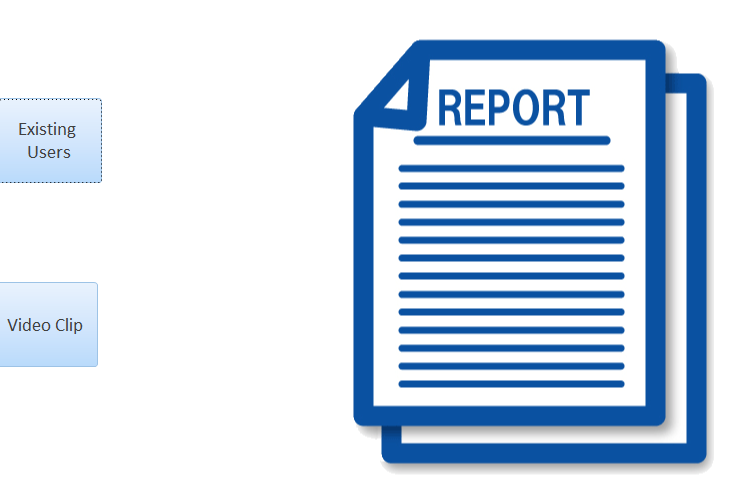 REPORT
Existing
Users
Video Clip